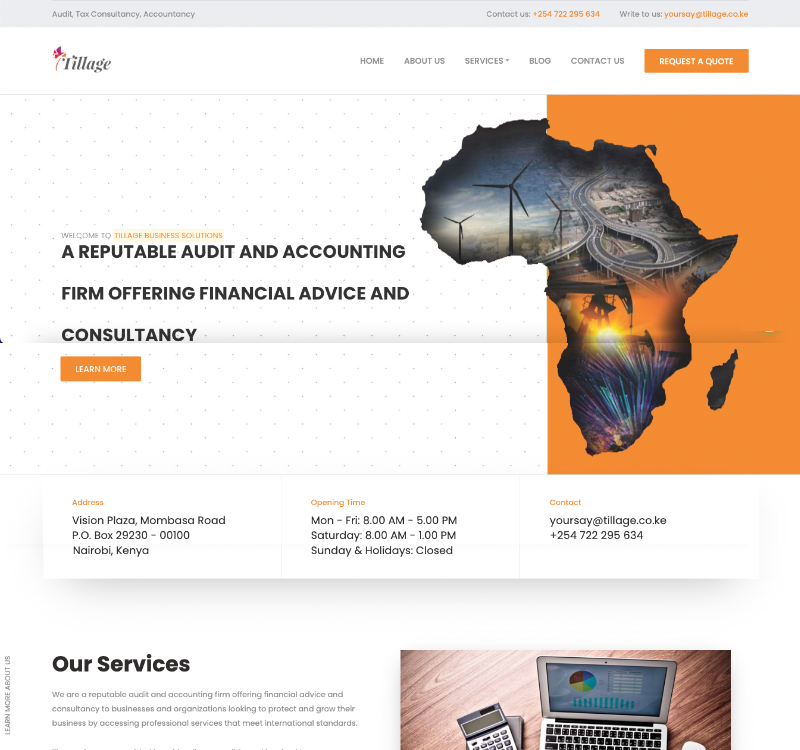 Audit, Tax Consultancy, Accountancy
Contact us: +254 722 295 634
Write to us: yoursay@tillage.co.ke
Tillage
HOME
ABOUT US
SERVICES
BLOG
CONTACT US
REQUEST A QUOTE
WELCOME TO TILLAGE BUSINESS SOLUTIONS
A REPUTABLE AUDIT AND ACCOUNTING
FIRM OFFERING FINANCIAL ADVICE AND
CONSULTANCY
LEARN MORE
Address
Vision Plaza, Mombasa Road
P.O. Box 29230 - 00100
Nairobi, Kenya
Opening Time
Mon - Fri: 8.00 AM - 5.00 PM
Saturday: 8.00 AM - 1.00 PM
Sunday & Holidays: Closed
Contact
yoursay@tillage.co.ke
+254 722 295 634
LEARN MORE ABOUT US
Our Services
We are a reputable audit and accounting firm offering financial advice and
consultancy to businesses and organizations looking to protect and grow their
business by accessing professional services that meet international standards.